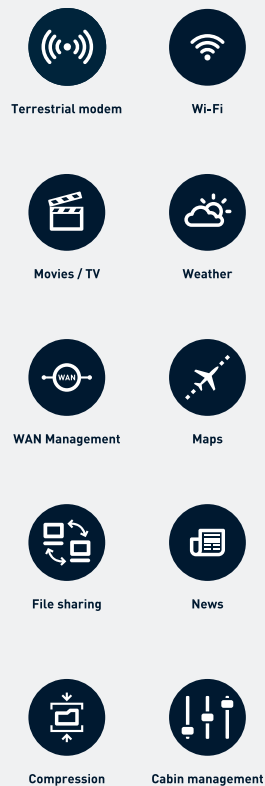 Terrestrial modem
Wi-Fi
Movies / TV
Weather
WAN
WAN Management
Maps
File sharing
News
Compression
Cabin management